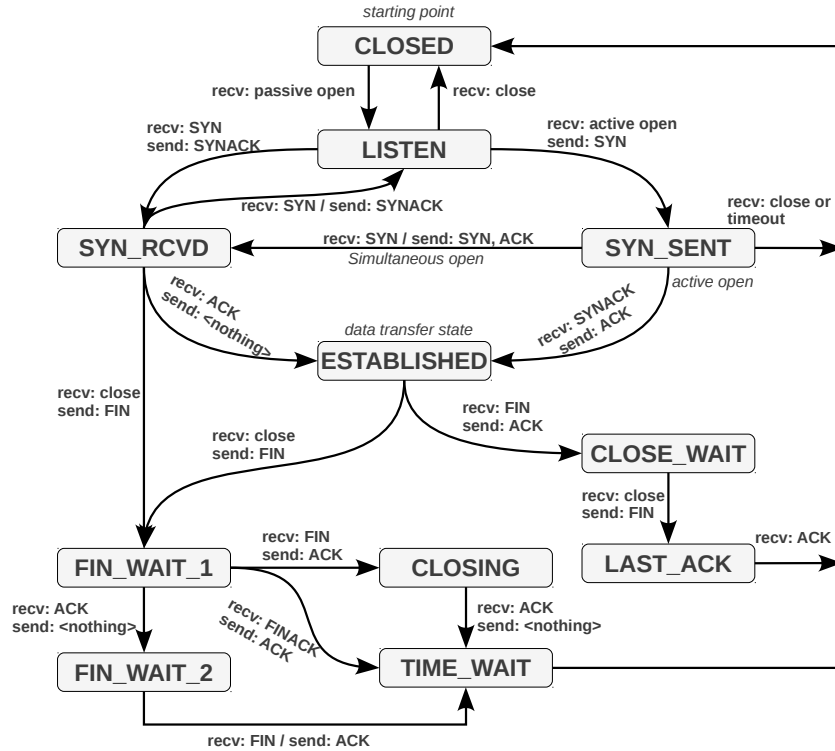 starting point
CLOSED
recv: passive open
recv: close
recv: SYN
send: SYNACK
LISTEN
recv: active open
send: SYN
recv: SYN / send: SYNACK
recv: close or
timeout
SYN_RCVD
recv: SYN / send: SYN, ACK
Simultaneous open
SYN_SENT
active open
recv: ACK
send: <nothing>
data transfer state
recv: SYNACK
send: ACK
ESTABLISHED
recv: close
send: FIN
recv: close
send: FIN
recv: FIN
send: ACK
CLOSE_WAIT
recv: close
send: FIN
FIN_WAIT_1
recv: FIN
send: ACK
CLOSING
LAST_ACK
recv: ACK
recv: ACK
send: <nothing>
recv: FINACK
send: ACK
recv: ACK
send: <nothing>
FIN_WAIT_2
TIME_WAIT
recv: FIN / send: ACK